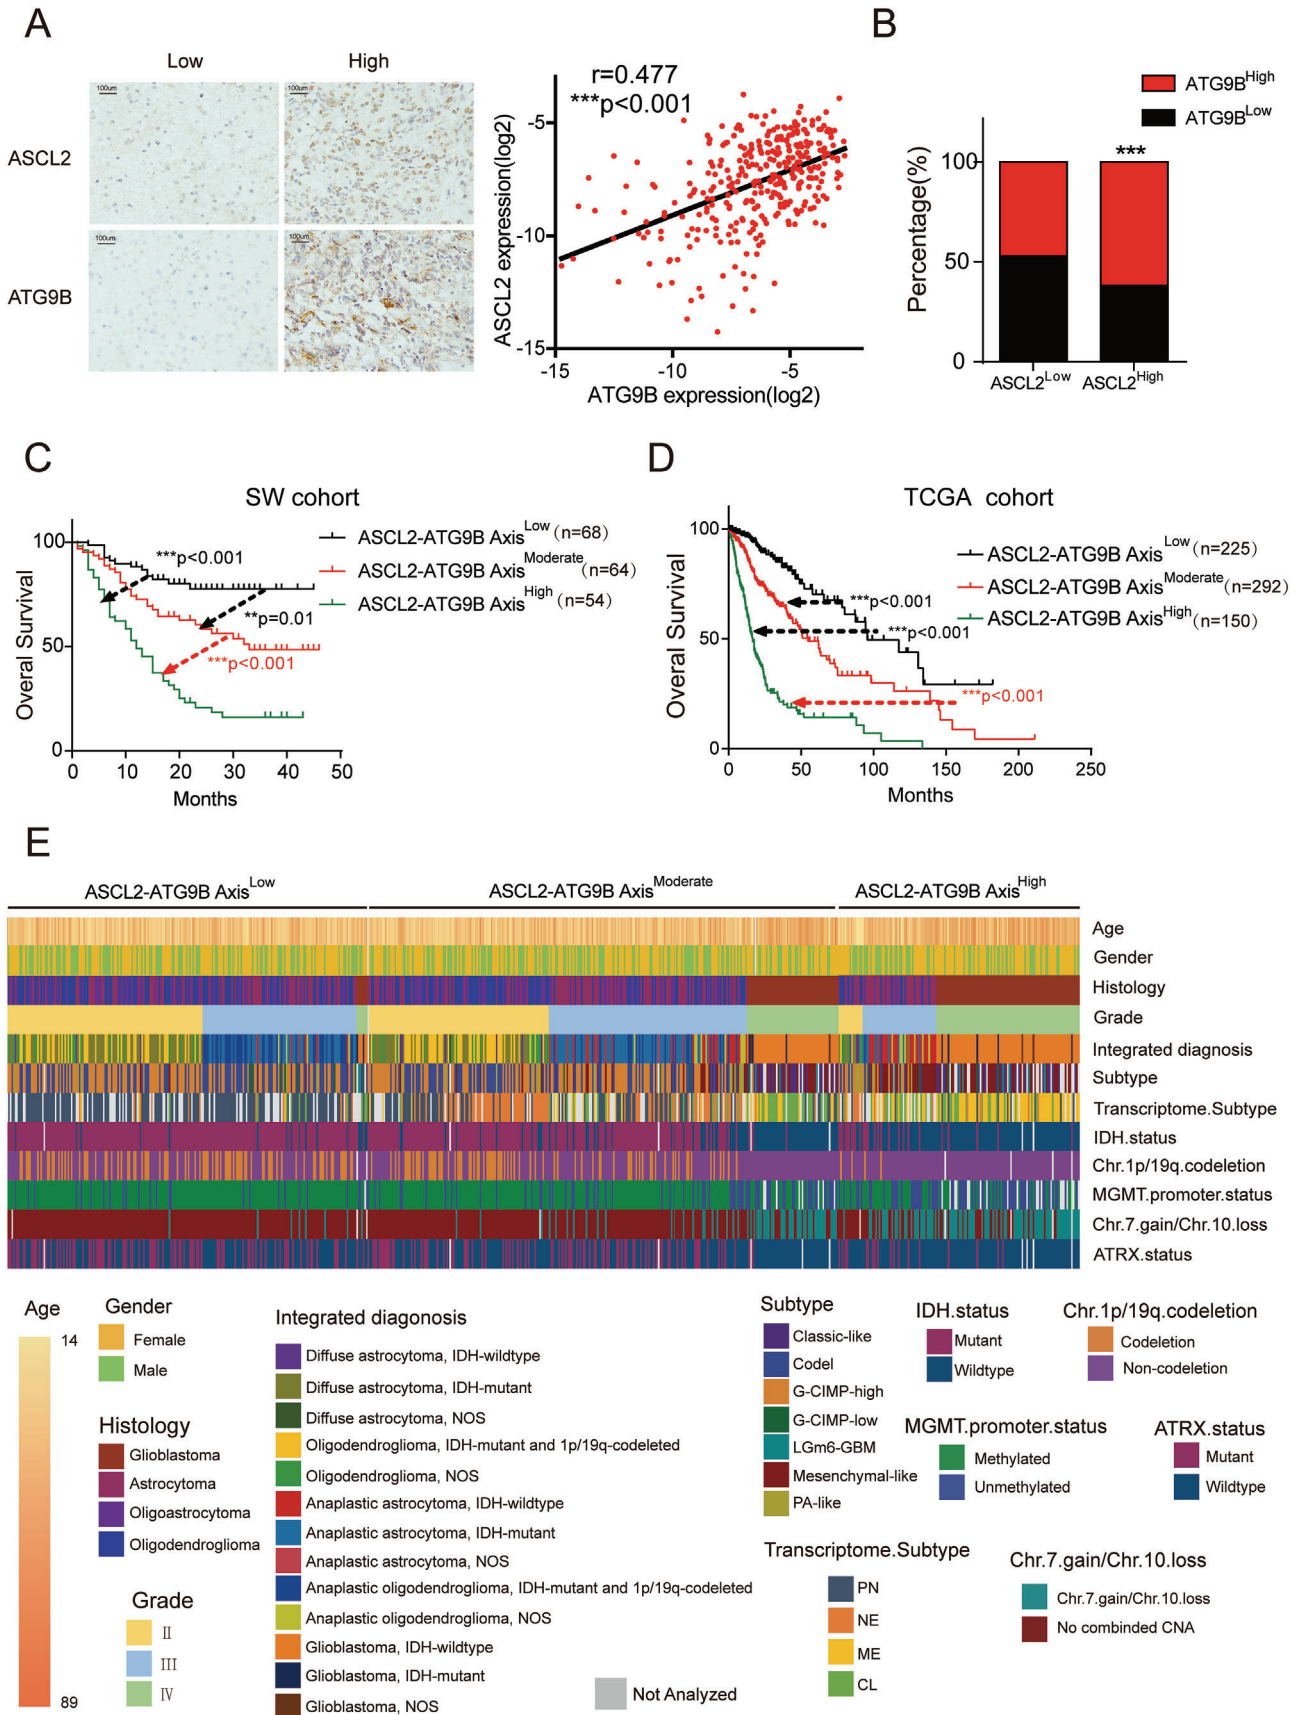 A
B
Low
High
100um
100um
ASCL2
100um
100um
ATG9B
r=0.477
***p<0.001
-5
-10
-15
-15
-10
-5
ASCL2 expression(log2)
ATG9B expression(log2)
ATG9BHigh
ATG9BLow
***
100
50
0
Percentage(%)
ASCL2Low
ASCL2High
C
D
SW cohort
ASCL2-ATG9B AxisLow(n=68)
ASCL2-ATG9B AxisModerate(n=64)
ASCL2-ATG9B AxisHigh(n=54)
***p<0.001
**p=0.01
***p<0.001
100
50
0
0 10 20 30 40 50
Overal Survival
Months
TCGA cohort
ASCL2-ATG9B AxisLow(n=225)
ASCL2-ATG9B AxisModerate(n=292)
ASCL2-ATG9B AxisHigh(n=150)
***p<0.001
***p<0.001
***p<0.001
100
50
0
0 50 100 150 200 250
Overal Survival
Months
E
ASCL2-ATG9B AxisLow
ASCL2-ATG9B AxisModerate
ASCL2-ATG9B AxisHigh
Age
Gender
Histology
Grade
Integrated diagnosis
Subtype
Transcriptome.Subtype
IDH.status
Chr.1p/19q.codeletion
MGMT.promoter.status
Chr.7.gain/Chr.10.loss
ATRX.status
Age
14
89
Gender
Female
Male
Histology
Glioblastoma
Astrocytoma
Oligoastrocytoma
Oligodendroglioma
Grade
II
III
IV
Integrated diagonosis
Diffuse astrocytoma, IDH-wildtype
Diffuse astrocytoma, IDH-mutant
Diffuse astrocytoma, NOS
Oligodendroglioma, IDH-mutant and 1p/19q-codeleted
Oligodendroglioma, NOS
Anaplastic astrocytoma, IDH-wildtype
Anaplastic astrocytoma, IDH-mutant
Anaplastic astrocytoma, NOS
Anaplastic oligodendroglioma, IDH-mutant and 1p/19q-codeleted
Anaplastic oligodendroglioma, NOS
Glioblastoma, IDH-wildtype
Glioblastoma, IDH-mutant
Glioblastoma, NOS
Not Analyzed
Subtype
Classic-like
Codel
G-CIMP-high
G-CIMP-low
LGm6-GBM
Mesenchymal-like
PA-like
Transcriptome.Subtype
PN
NE
ME
CL
IDH.status
Mutant
Wildtype
MGMT.promoter.status
Methylated
Unmethylated
Chr.1p/19q.codeletion
Codeletion
Non-codeletion
ATRX.status
Mutant
Wildtype
Chr.7.gain/Chr.10.loss
Chr.7.gain/Chr.10.loss
No combinded CNA